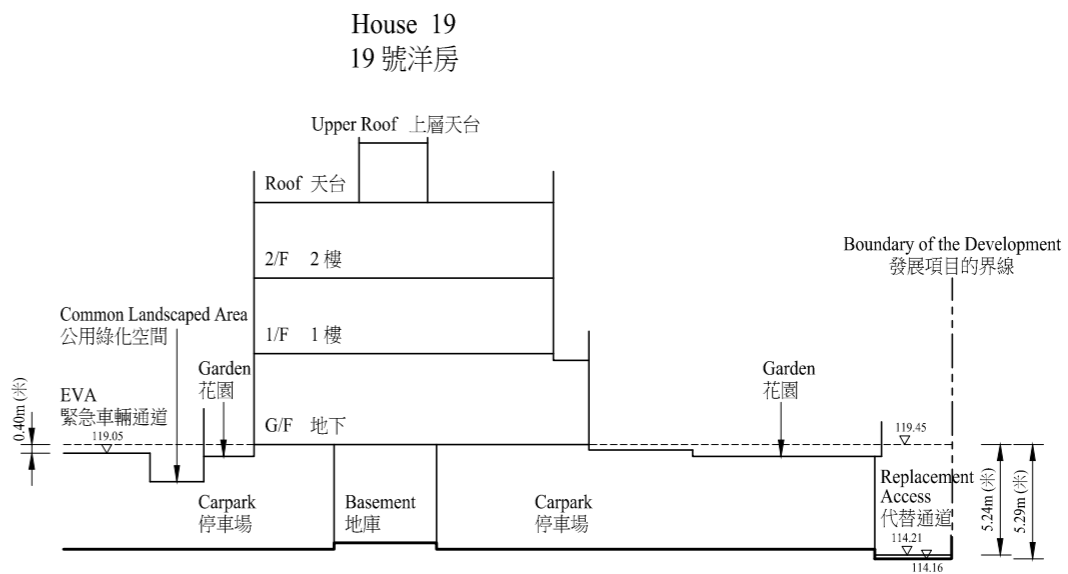 House 19
19 號洋房
Upper Roof 上層天台
Roof 天台
2/F 2 樓
Boundary of the Development
發展項目的界線
Common Landscaped Area
公用綠化空間
1/F 1 樓
Garden
花園
Garden
花園
EVA
緊急車輛通道
0.40m (米)
119.05
G/F 地下
119.45
Carpark
停車場
Basement
地庫
Carpark
停車場
Replacement
Access
代替通道
114.21
114.16
5.24m (米)
5.29m (米)